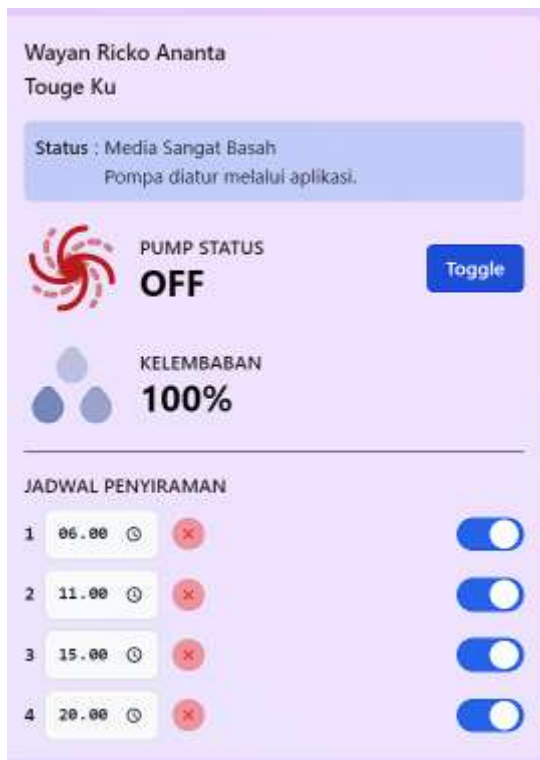 Wayan Ricko Ananta
Touge Ku
Status : Media Sangat Basah
Pompa diatur melalui aplikasi.
PUMP STATUS
OFF
Toggle
KELEMBABAN
100%
JADWAL PENYIRAMAN
1 06.00
2 11.00
3 15.00
4 20.00